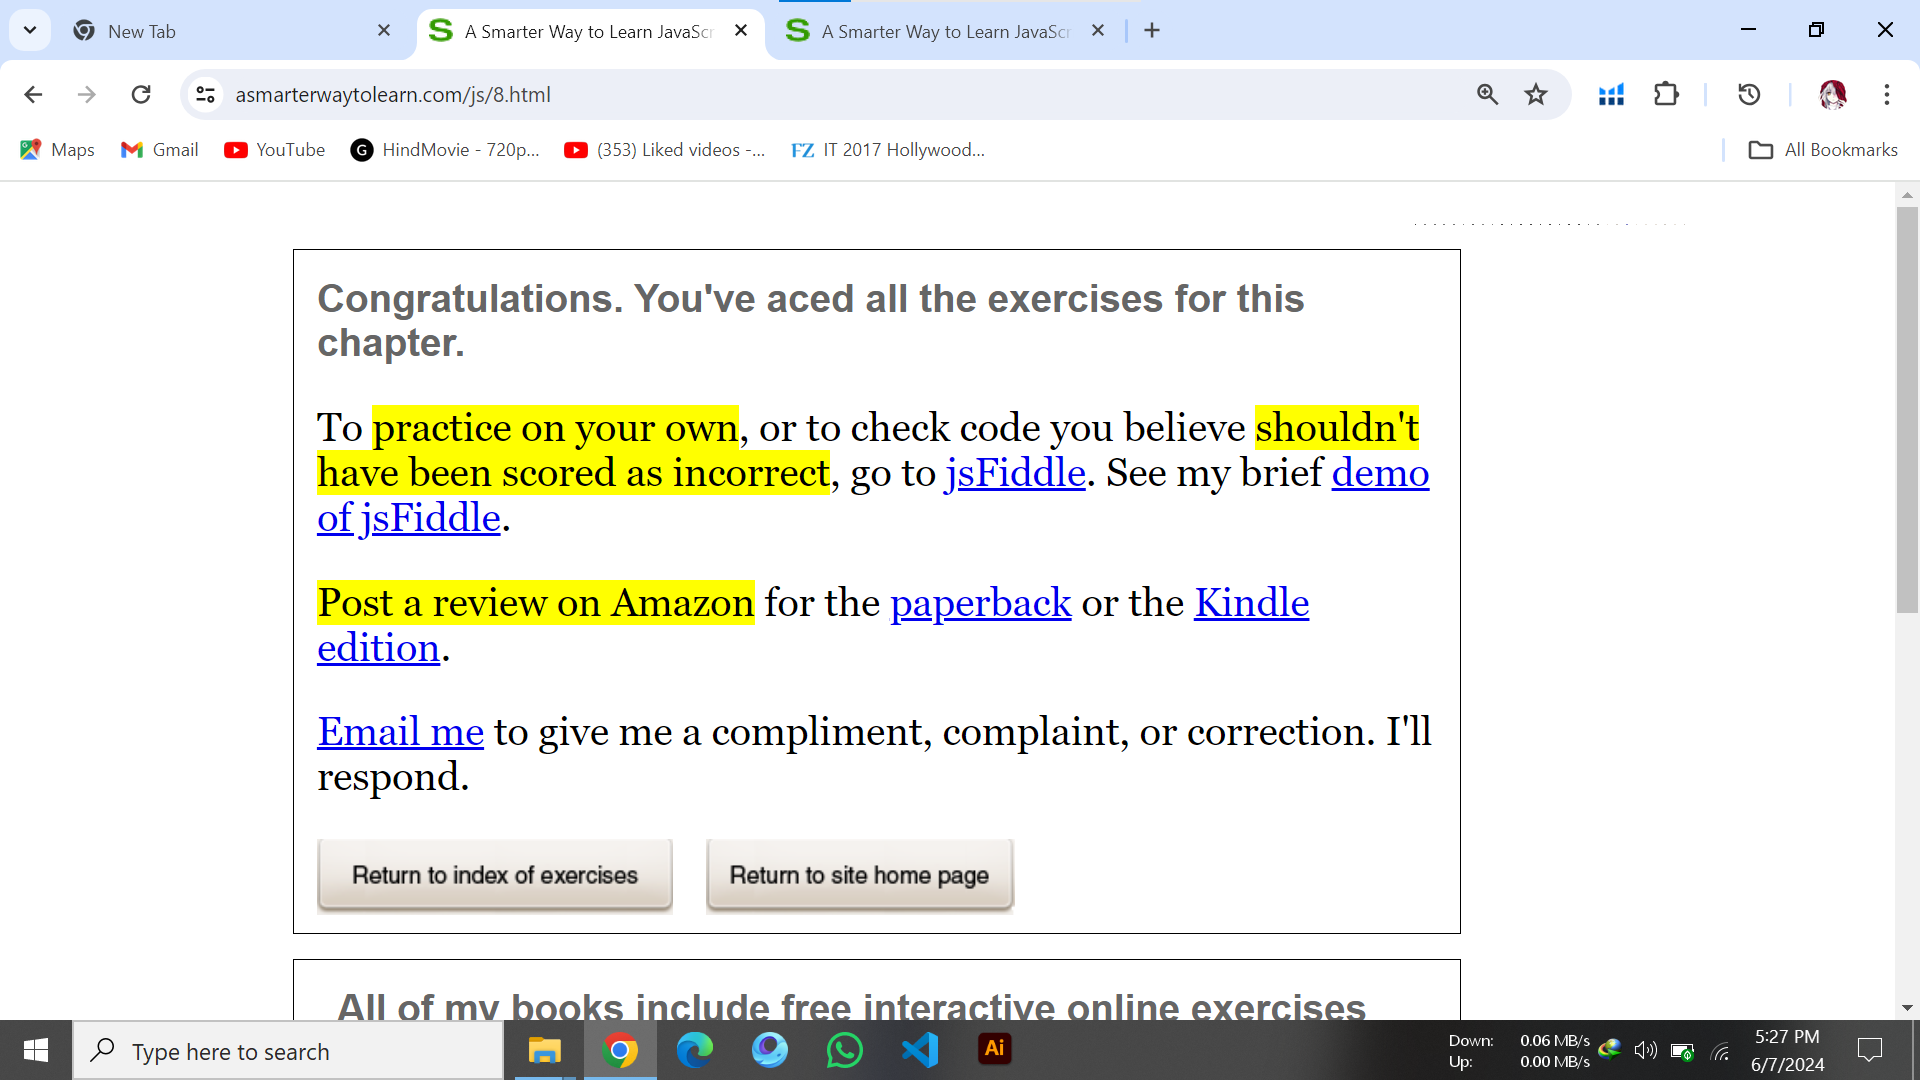 New Tab
A Smarter Way to Learn JavaScr
A Smarter Way to Learn JavaScr
asmarterwaytolearn.com/js/8.html
Maps
Gmail
YouTube
G
HindMovie - 720p...
(353) Liked videos -...
FZ
IT 2017 Hollywood...
All Bookmarks
Congratulations. You've aced all the exercises for this
chapter.
To practice on your own, or to check code you believe shouldn't
have been scored as incorrect, go to jsFiddle. See my brief demo
of jsFiddle.
Post a review on Amazon for the paperback or the Kindle
edition.
Email me to give me a compliment, complaint, or correction. I'll
respond.
Return to index of exercises
Return to site home page
All of my books include free interactive online exercises
Type here to search
Ai
Down: 0.06 MB/s
Up: 0.00 MB/s
5:27 PM
6/7/2024